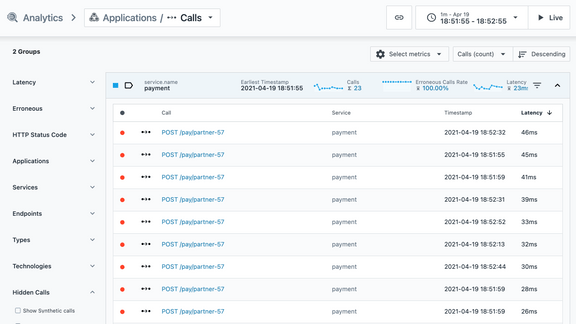 Analytics
Applications / ··· Calls
1m - Apr 19
18:51:55 - 18:52:55
Live
2 Groups
Select metrics
Calls (count)
Descending
Latency
Erroneous
HTTP Status Code
Applications
Services
Endpoints
Types
Technologies
Hidden Calls
Show Synthetic calls
service.name
payment
Earliest Timestamp
2021-04-19 18:51:55
Calls
Σ 23
Erroneous Calls Rate
100.00%
Latency
23ms
Call Service Timestamp Latency
POST /pay/partner-57 payment 2021-04-19 18:52:32 46ms
POST /pay/partner-57 payment 2021-04-19 18:51:55 45ms
POST /pay/partner-57 payment 2021-04-19 18:51:59 41ms
POST /pay/partner-57 payment 2021-04-19 18:52:31 39ms
POST /pay/partner-57 payment 2021-04-19 18:52:52 33ms
POST /pay/partner-57 payment 2021-04-19 18:52:13 32ms
POST /pay/partner-57 payment 2021-04-19 18:52:44 30ms
POST /pay/partner-57 payment 2021-04-19 18:51:59 28ms
POST /pay/partner-57 payment 2021-04-19 18:51:59 26ms